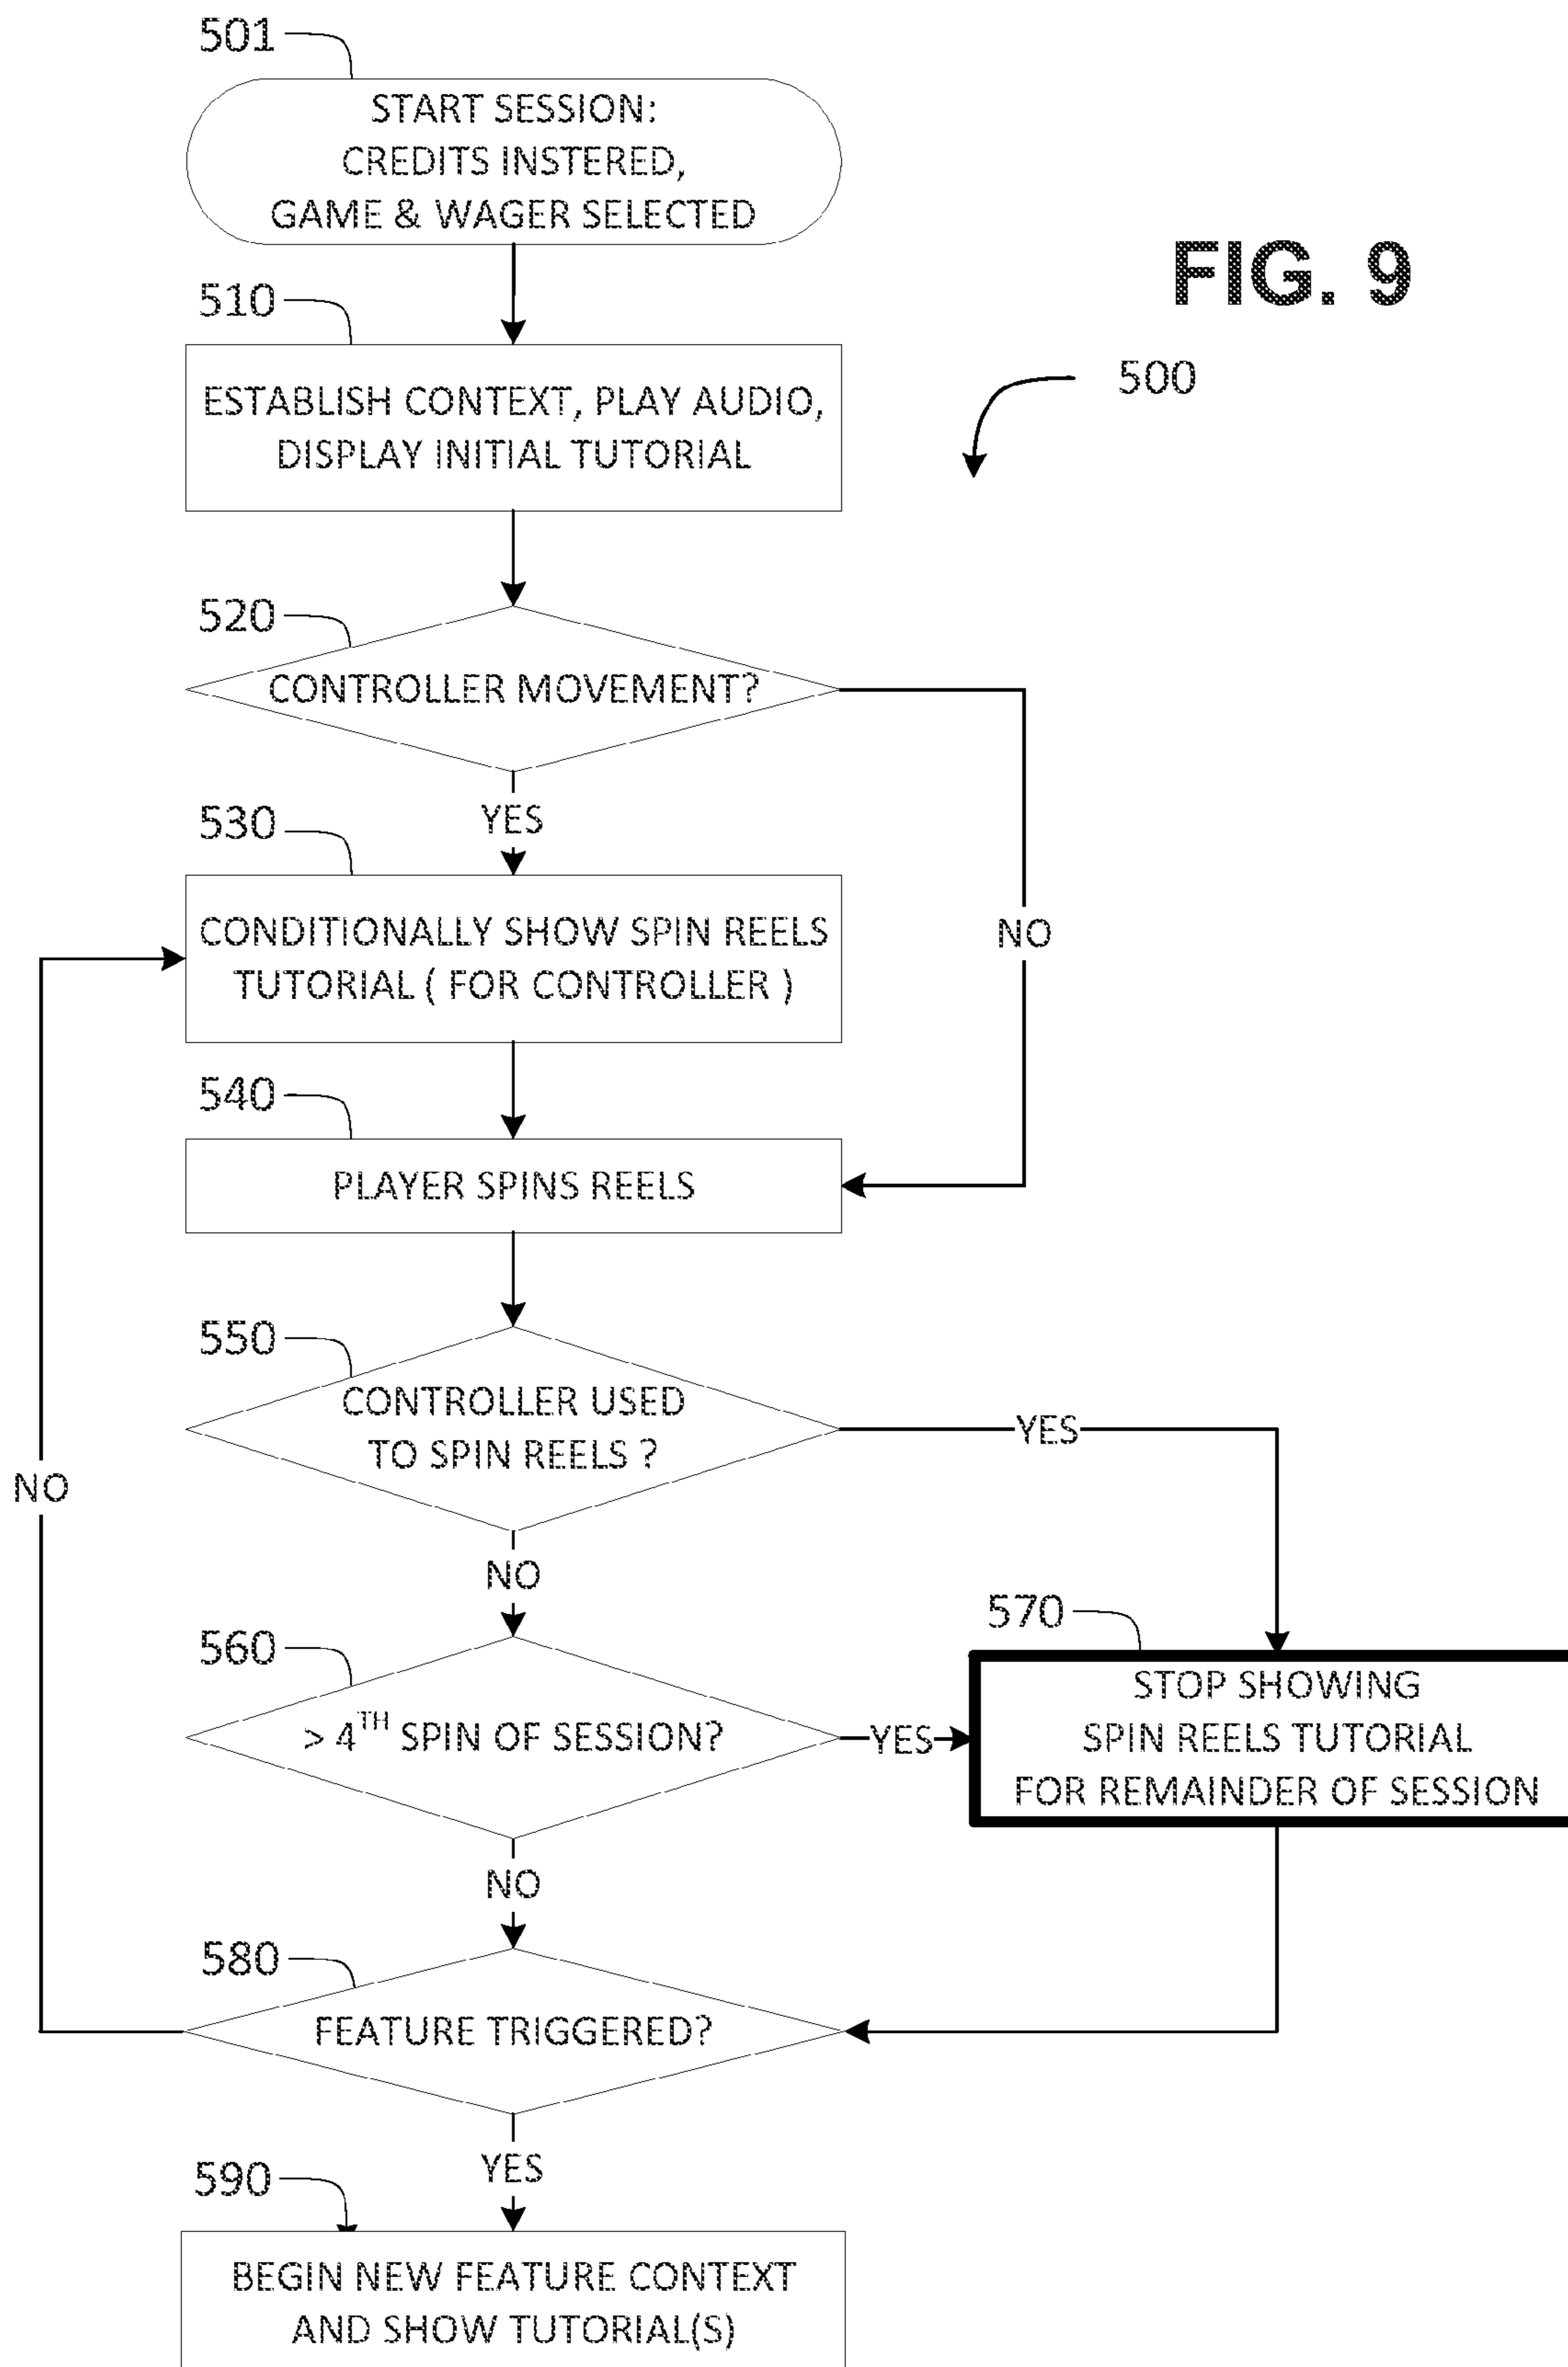 501
START SESSION:
CREDITS INSTERED,
GAME & WAGER SELECTED
FIG. 9
500
510
ESTABLISH CONTEXT, PLAY AUDIO,
DISPLAY INITIAL TUTORIAL
520
CONTROLLER MOVEMENT?
YES
NO
530
CONDITIONALLY SHOW SPIN REELS
TUTORIAL ( FOR CONTROLLER )
540
PLAYER SPINS REELS
550
CONTROLLER USED
TO SPIN REELS ?
YES
NO
NO
560
> 4TH SPIN OF SESSION?
YES
570
STOP SHOWING
SPIN REELS TUTORIAL
FOR REMAINDER OF SESSION
NO
580
FEATURE TRIGGERED?
YES
590
BEGIN NEW FEATURE CONTEXT
AND SHOW TUTORIAL(S)